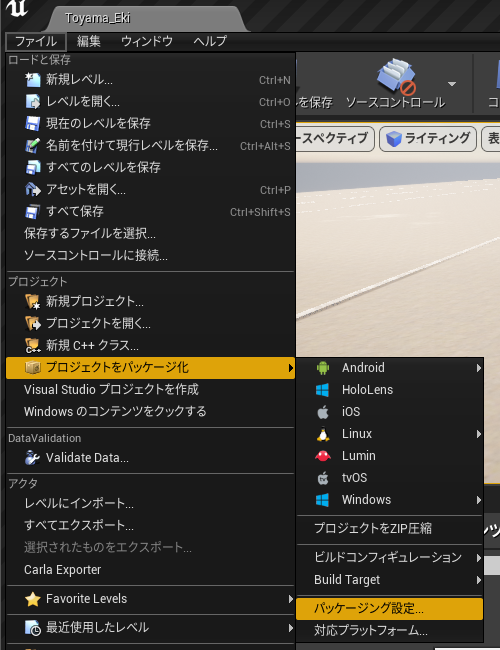 Toyama_Eki
ファイル 編集 ウィンドウ ヘルプ
ロードと保存
新規レベル... Ctrl+N
レベルを開く... Ctrl+O
現在のレベルを保存 Ctrl+S
名前を付けて現行レベルを保存... Ctrl+Alt+S
すべてのレベルを保存
アセットを開く... Ctrl+P
すべて保存 Ctrl+Shift+S
保存するファイルを選択...
ソースコントロールに接続...
プロジェクト
新規プロジェクト...
プロジェクトを開く...
新規 C++ クラス...
プロジェクトをパッケージ化
Visual Studio プロジェクトを作成
Windows のコンテンツをクックする
DataValidation
Validate Data...
アクタ
レベルにインポート...
すべてエクスポート...
選択されたものをエクスポート...
Carla Exporter
Favorite Levels
最近使用したレベル
を保存 ソースコントロール
スペクティブ ライティング 表
Android
HoloLens
iOS
Linux
Lumin
tvOS
Windows
プロジェクトをZIP圧縮
ビルドコンフィギュレーション
Build Target
パッケージング設定...
対応プラットフォーム...